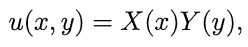 u(x, y) = X(x)Y(y),